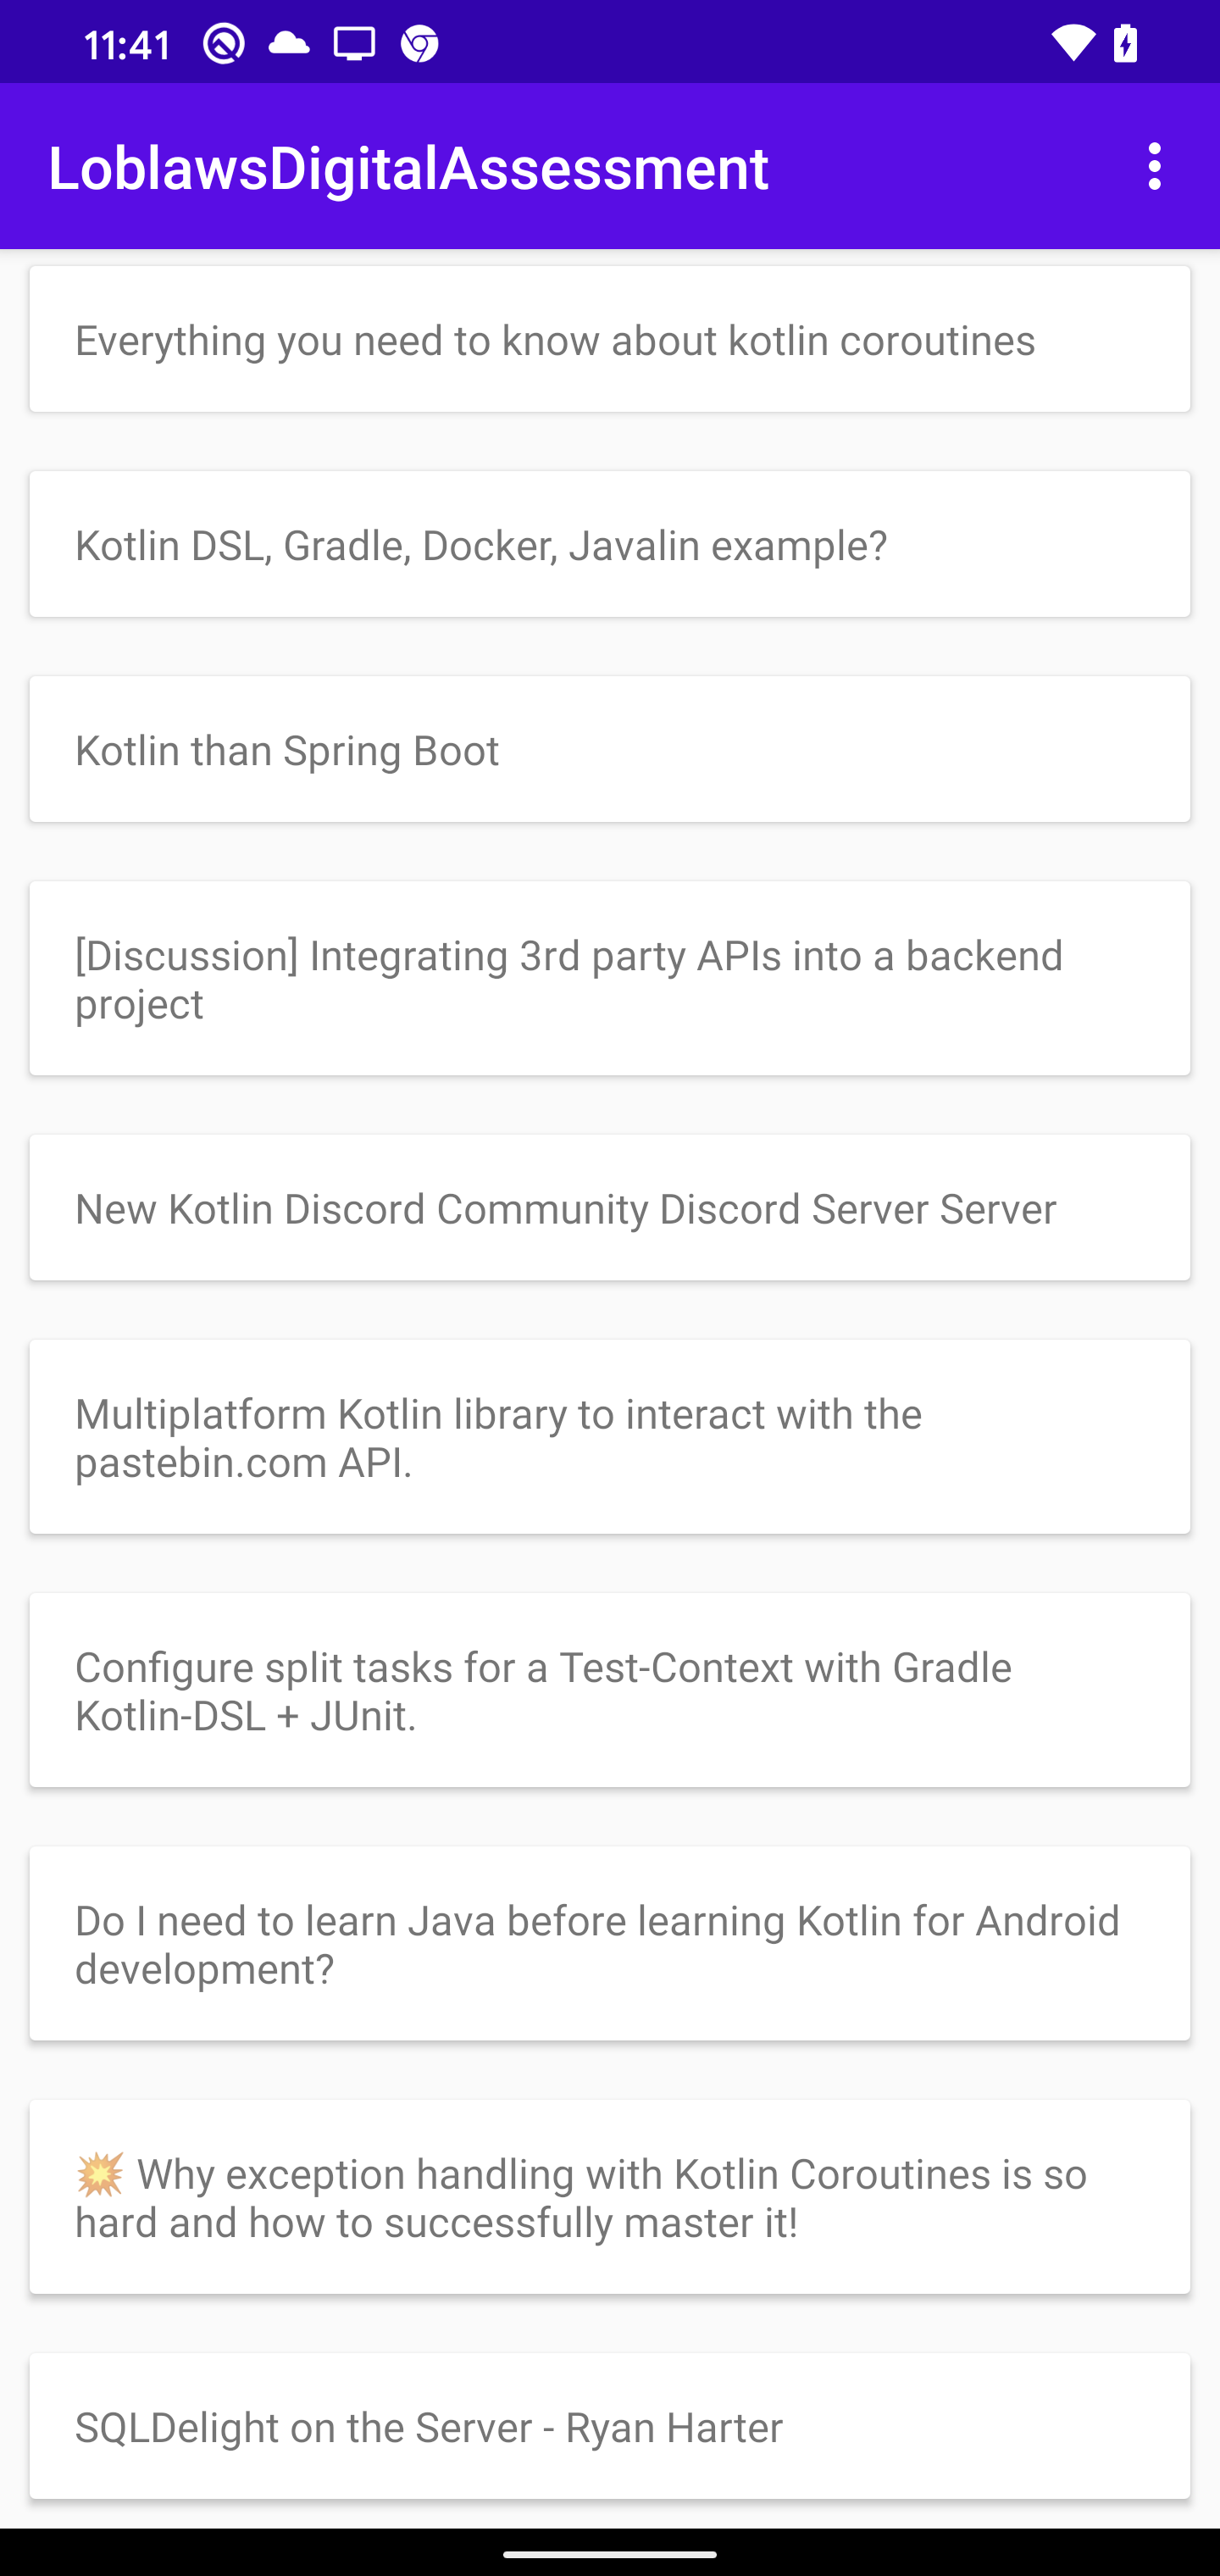 11:41
LoblawsDigitalAssessment
Everything you need to know about kotlin coroutines
Kotlin DSL, Gradle, Docker, Javalin example?
Kotlin than Spring Boot
[Discussion] Integrating 3rd party APIs into a backend
project
New Kotlin Discord Community Discord Server Server
Multiplatform Kotlin library to interact with the
pastebin.com API.
Configure split tasks for a Test-Context with Gradle
Kotlin-DSL + JUnit.
Do I need to learn Java before learning Kotlin for Android
development?
💥 Why exception handling with Kotlin Coroutines is so
hard and how to successfully master it!
SQLDelight on the Server - Ryan Harter